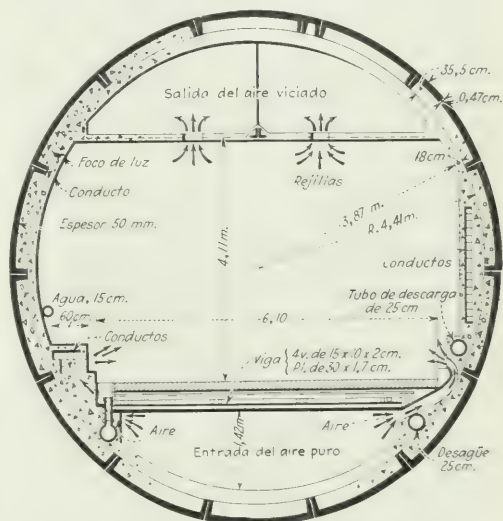 35,5 cm.
0,47cm.
Salida del aire viciado
18cm.
Foco de luz
Rejillas
Conducto
3,87 m.
R. 4,41m.
Espesor 50 mm.
4,11m.
conductos
Agua, 15cm.
60cm.
6,10
Tubo de descarga
de 25cm
Conductos
Viga { 4v. de 15 x 10 x 2cm.
Pl. de 30 x 1,7 cm.
Aire
1,42m.
Aire
Entrada del aire puro
Desagüe
25cm.